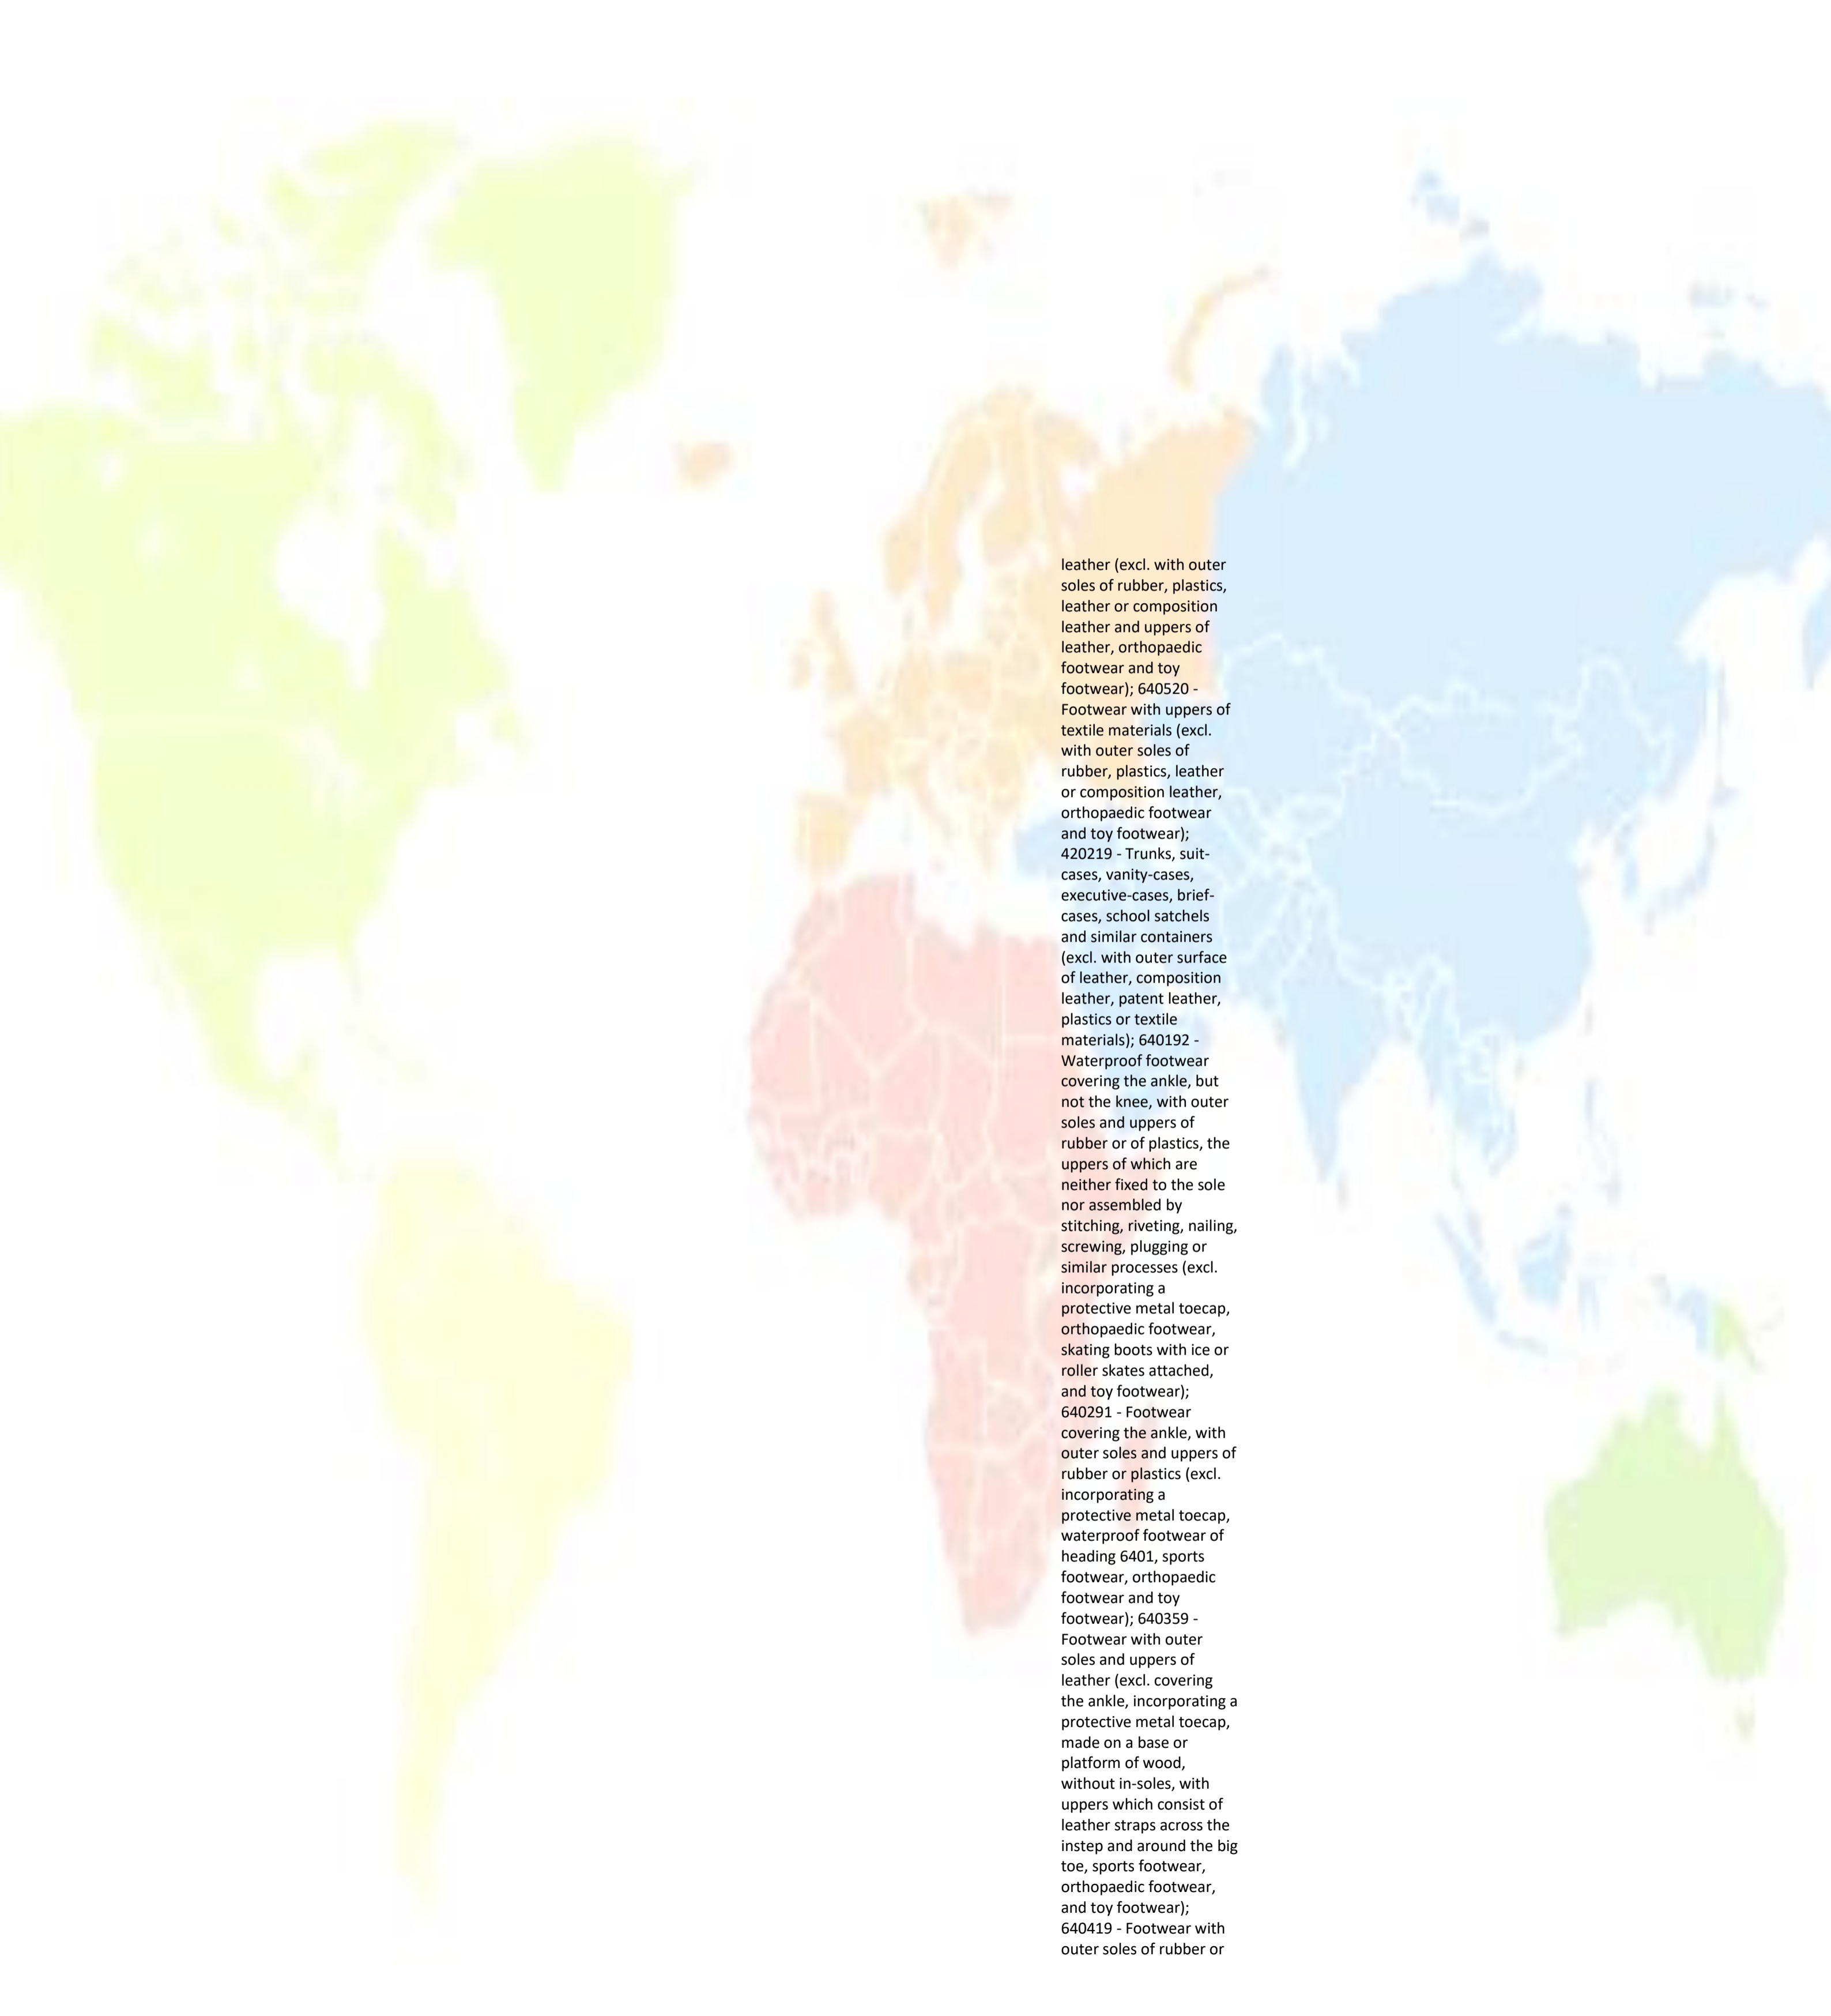 leather (excl. with outer
soles of rubber, plastics,
leather or composition
leather and uppers of
leather, orthopaedic
footwear and toy
footwear); 640520 -
Footwear with uppers of
textile materials (excl.
with outer soles of
rubber, plastics, leather
or composition leather,
orthopaedic footwear
and toy footwear);
420219 - Trunks, suit-
cases, vanity-cases,
executive-cases, brief-
cases, school satchels
and similar containers
(excl. with outer surface
of leather, composition
leather, patent leather,
plastics or textile
materials); 640192 -
Waterproof footwear
covering the ankle, but
not the knee, with outer
soles and uppers of
rubber or of plastics, the
uppers of which are
neither fixed to the sole
nor assembled by
stitching, riveting, nailing,
screwing, plugging or
similar processes (excl.
incorporating a
protective metal toecap,
orthopaedic footwear,
skating boots with ice or
roller skates attached,
and toy footwear);
640291 - Footwear
covering the ankle, with
outer soles and uppers of
rubber or plastics (excl.
incorporating a
protective metal toecap,
waterproof footwear of
heading 6401, sports
footwear, orthopaedic
footwear and toy
footwear); 640359 -
Footwear with outer
soles and uppers of
leather (excl. covering
the ankle, incorporating a
protective metal toecap,
made on a base or
platform of wood,
without in-soles, with
uppers which consist of
leather straps across the
instep and around the big
toe, sports footwear,
orthopaedic footwear,
and toy footwear);
640419 - Footwear with
outer soles of rubber or